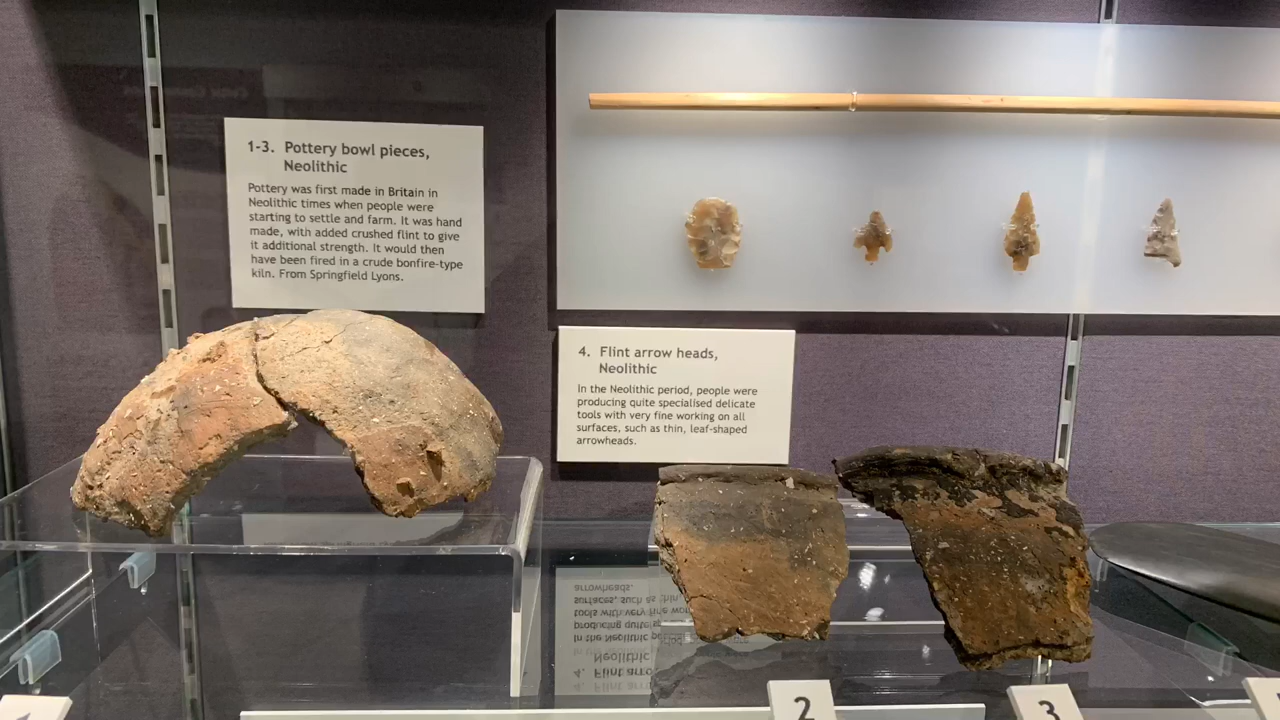 1-3. Pottery bowl pieces,
Neolithic
Pottery was first made in Britain in
Neolithic times when people were
starting to settle and farm. It was hand
made, with added crushed flint to give
it additional strength. It would then
have been fired in a crude bonfire-type
kiln. From Springfield Lyons.
4. Flint arrow heads,
Neolithic
In the Neolithic period, people were
producing quite specialised delicate
tools with very fine working on all
surfaces, such as thin, leaf-shaped
arrowheads.
2
3